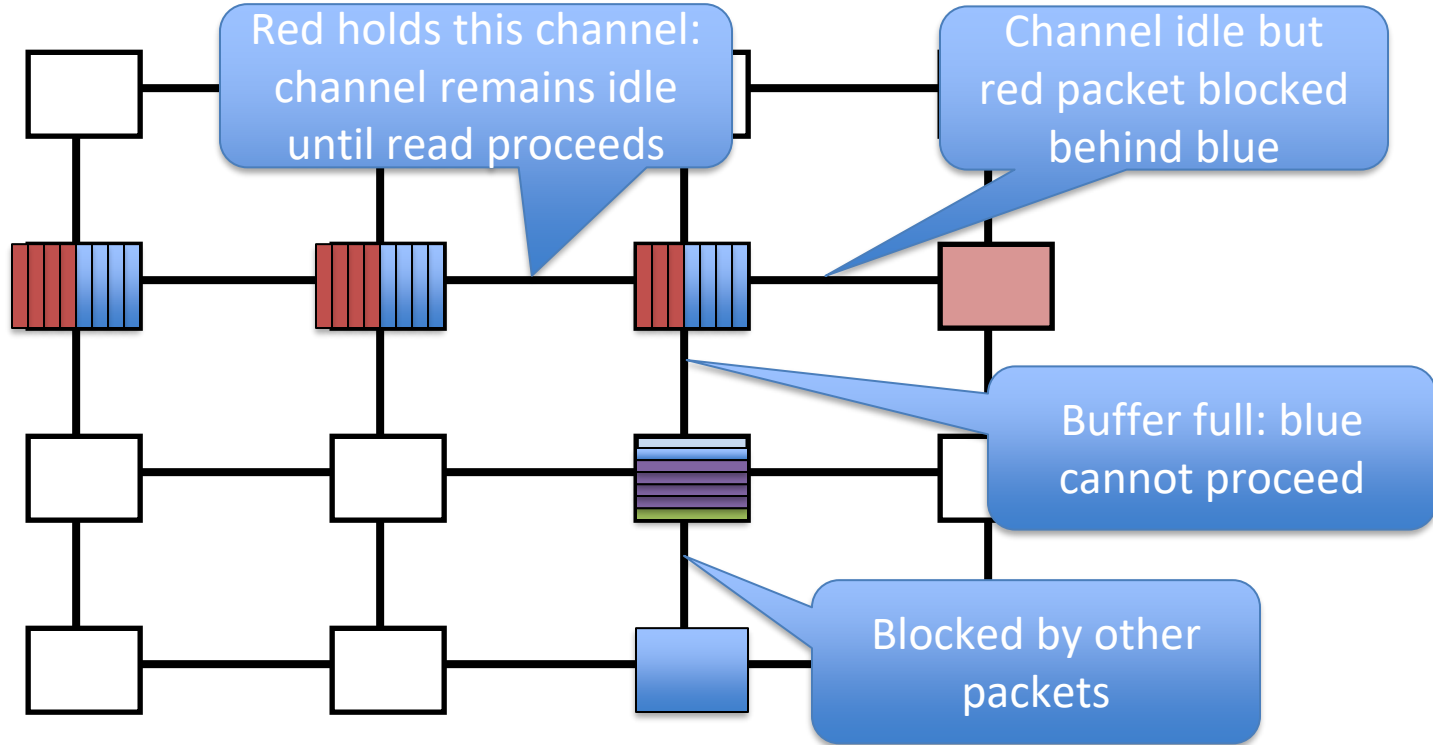 Red holds this channel:
channel remains idle
until read proceeds
Channel idle but
red packet blocked
behind blue
Buffer full: blue
cannot proceed
Blocked by other
packets